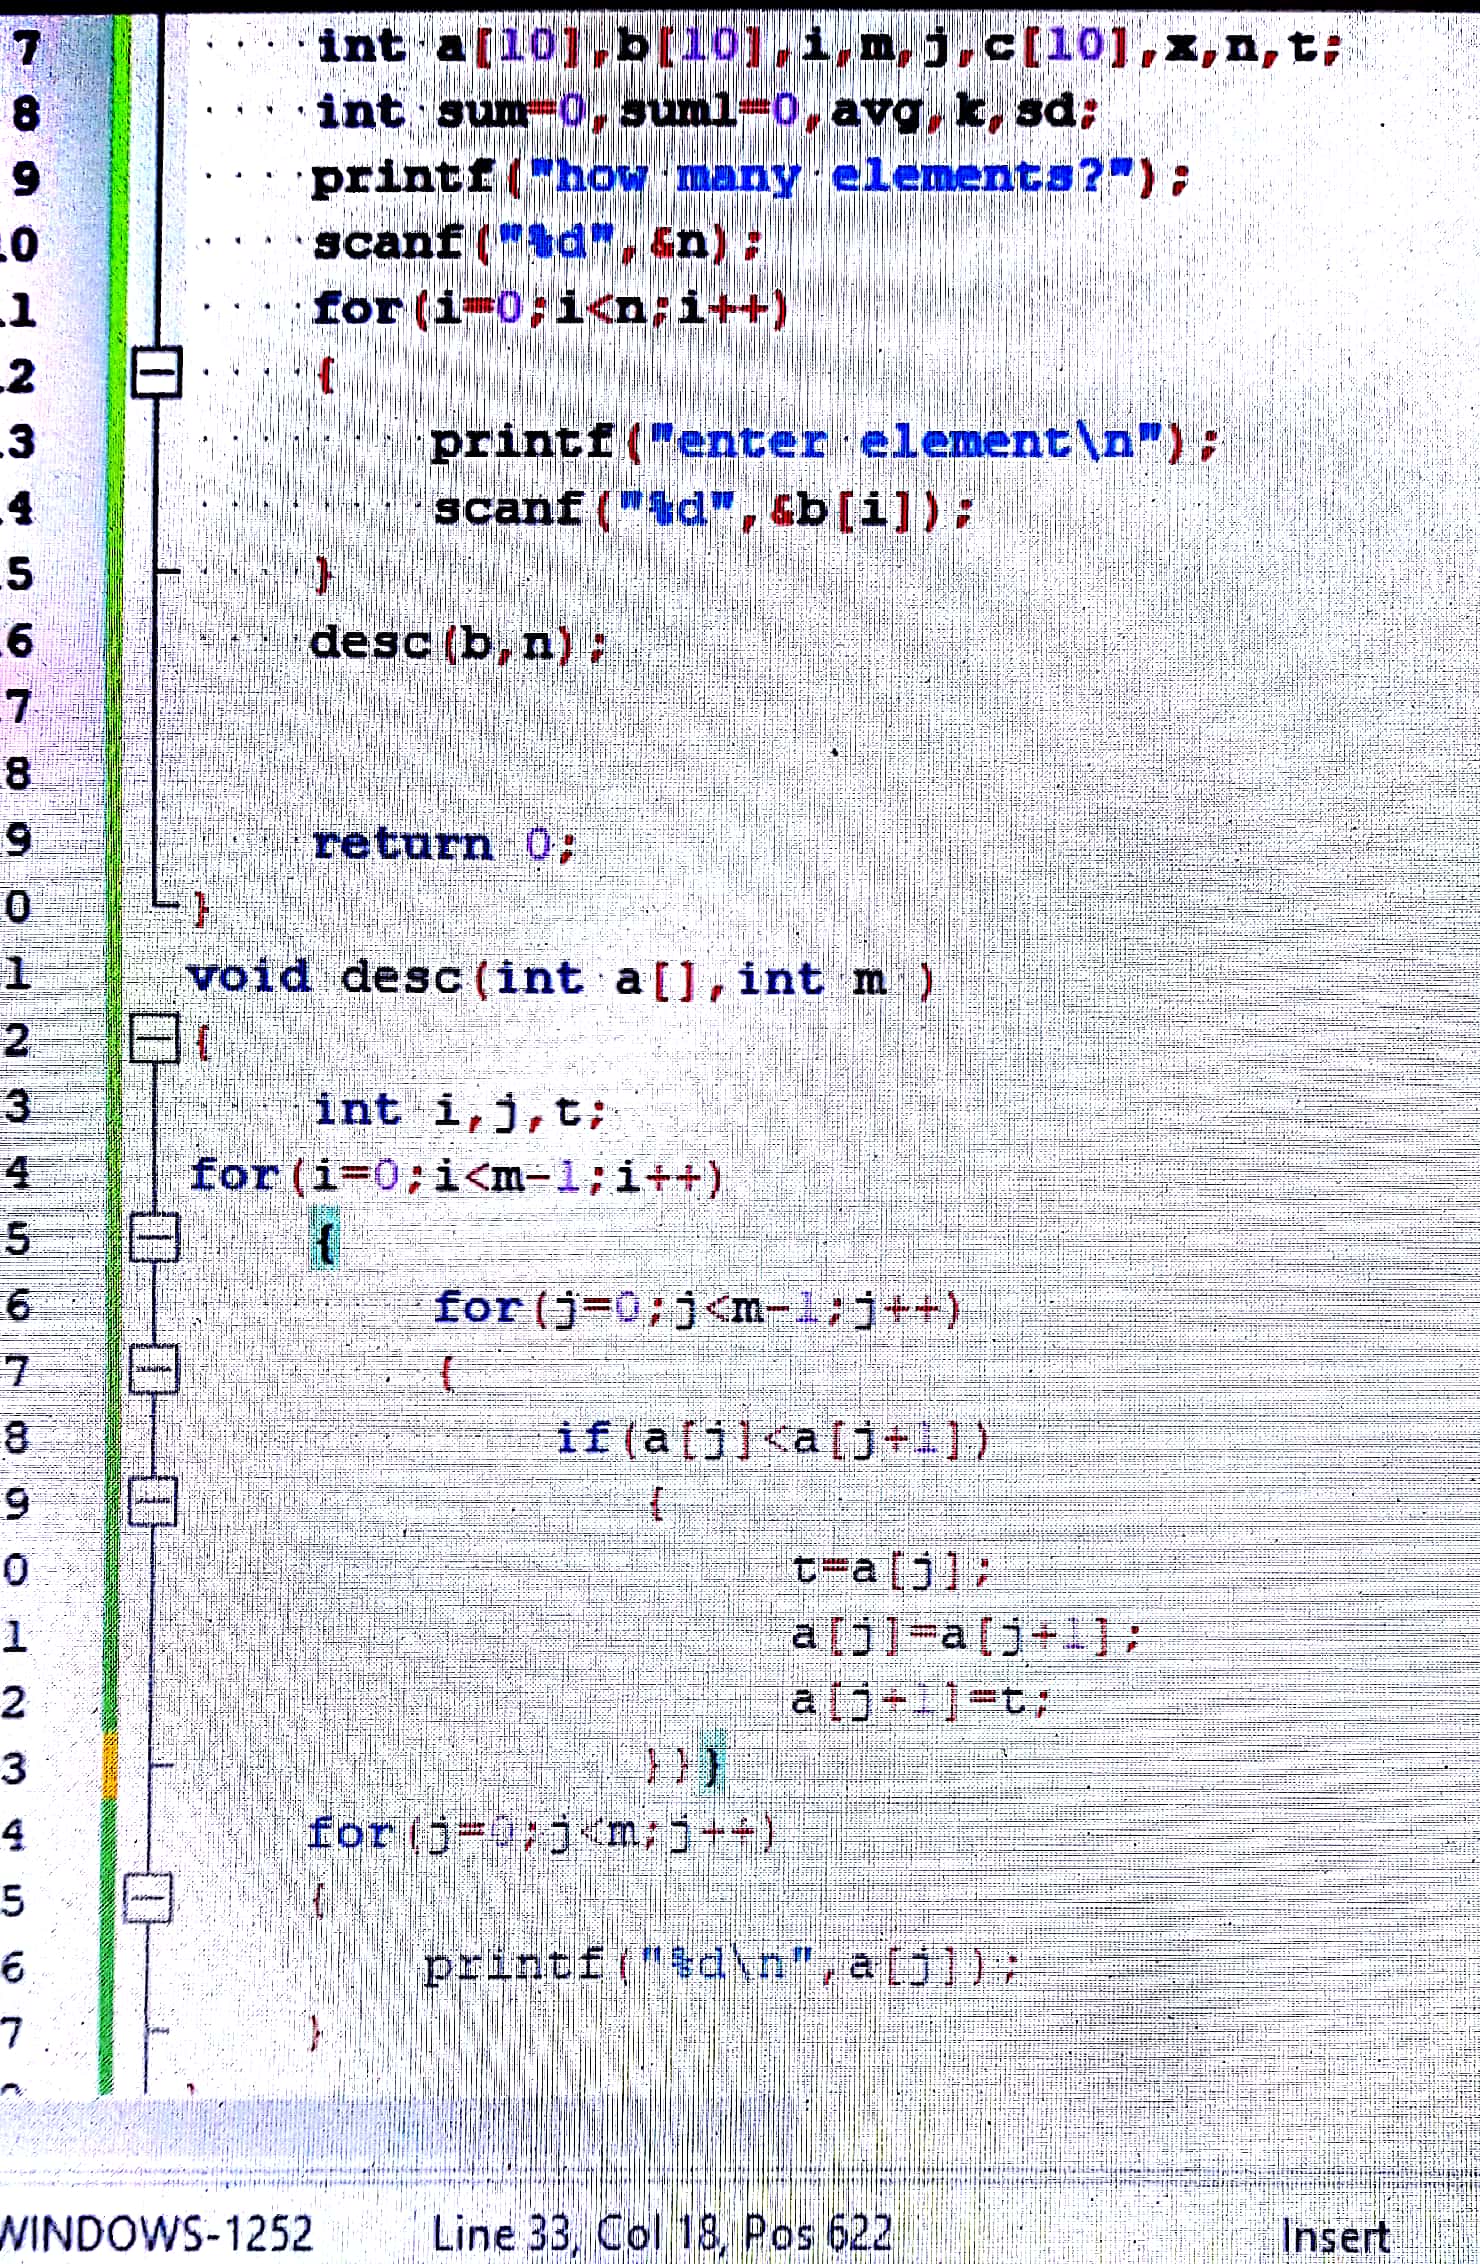 7 int a[10],b[10],i,m,j,c[10],x,n,t;
8 int sum=0,sum1=0,avg,k,sd;
9 printf("how many elements?");
0 scanf("%d",&n);
1 for(i=0;i<n;i++)
2 {
3 printf("enter element\n");
4 scanf("%d",&b[i]);
5 }
6 desc(b,n);
7
8
9 return 0;
0 }
1 void desc(int a[],int m )
2 {
3 int i,j,t;
4 for(i=0;i<m-1;i++)
5 {
6 for(j=0;j<m-1;j++)
7 {
8 if(a[j]<a[j+1])
9 {
0 t=a[j];
1 a[j]=a[j+1];
2 a[j+1]=t;
3 }}}
4 for(j=0;j<m;j++)
5 {
6 printf("%d\n",a[j]);
7 }
WINDOWS-1252 Line 33, Col 18, Pos 622 Insert